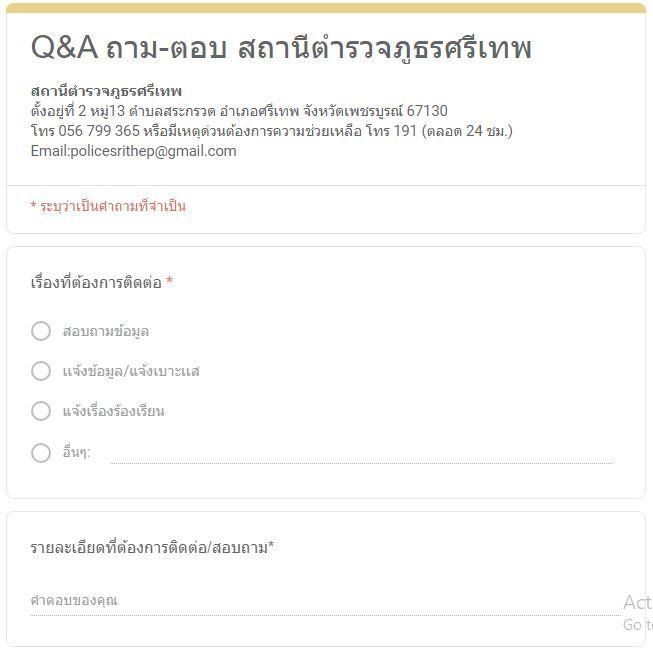 Q&A ถาม-ตอบ สถานีตำรวจภูธรศรีเทพ
สถานีตำรวจภูธรศรีเทพ
ตั้งอยู่ที่ 2 หมู่13 ตำบลสระกรวด อำเภอศรีเทพ จังหวัดเพชรบูรณ์ 67130
โทร 056 799 365 หรือมีเหตุด่วนต้องการความช่วยเหลือ โทร 191 (ตลอด 24 ชม.)
Email:policesrithep@gmail.com
* ระบุว่าเป็นคำถามที่จำเป็น
เรื่องที่ต้องการติดต่อ *
สอบถามข้อมูล
แจ้งข้อมูล/แจ้งเบาะแส
แจ้งเรื่องร้องเรียน
อื่นๆ:
รายละเอียดที่ต้องการติดต่อ/สอบถาม*
คำตอบของคุณ
Act
Go to